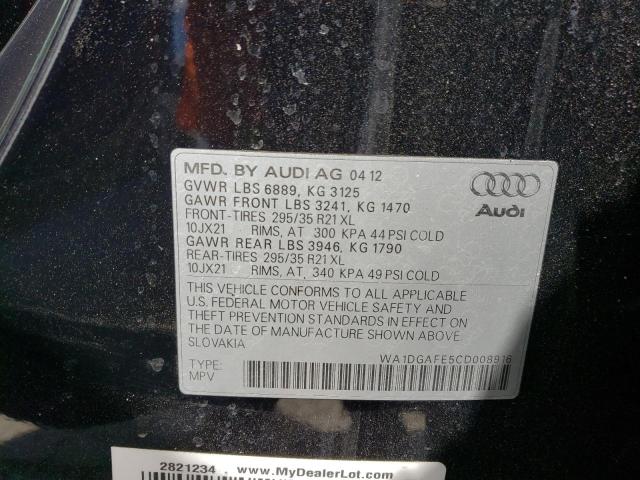 MFD. BY AUDI AG 04 12
GVWR LBS 6889, KG 3125
GAWR FRONT LBS 3241, KG 1470
FRONT-TIRES 295/35 R21 XL
10JX21 RIMS, AT 300 KPA 44 PSI COLD
GAWR REAR LBS 3946, KG 1790
REAR-TIRES 295/35 R21 XL
10JX21 RIMS, AT 340 KPA 49 PSI COLD
Audi
THIS VEHICLE CONFORMS TO ALL APPLICABLE
U.S. FEDERAL MOTOR VEHICLE SAFETY AND
THEFT PREVENTION STANDARDS IN EFFECT ON
THE DATE OF MANUFACTURE SHOWN ABOVE.
SLOVAKIA
TYPE:
MPV
WA1DGAFE5CD008916
2821234 www.MyDealerLot.com